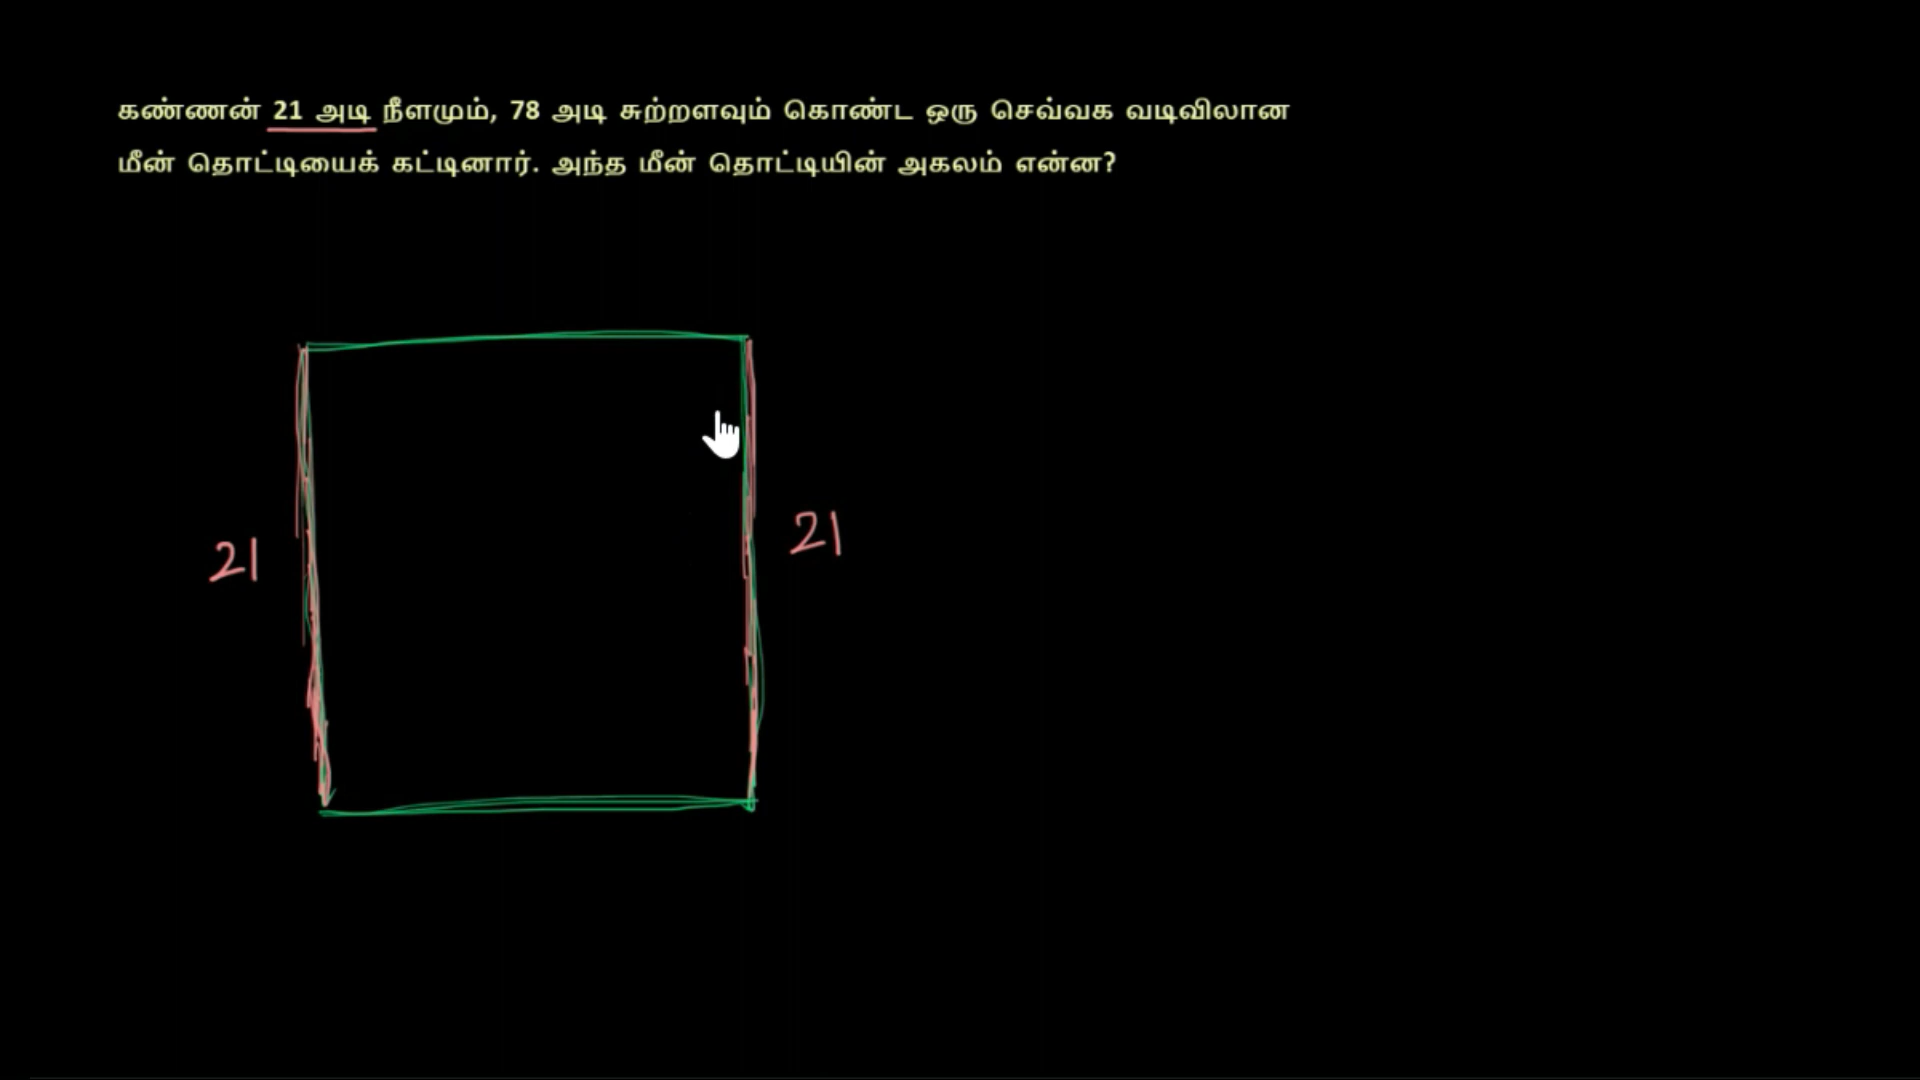 கண்ணன் 21 அடி நீளமும், 78 அடி சுற்றளவும் கொண்ட ஒரு செவ்வக வடிவிலான
மீன் தொட்டியைக் கட்டினார். அந்த மீன் தொட்டியின் அகலம் என்ன?
21
21